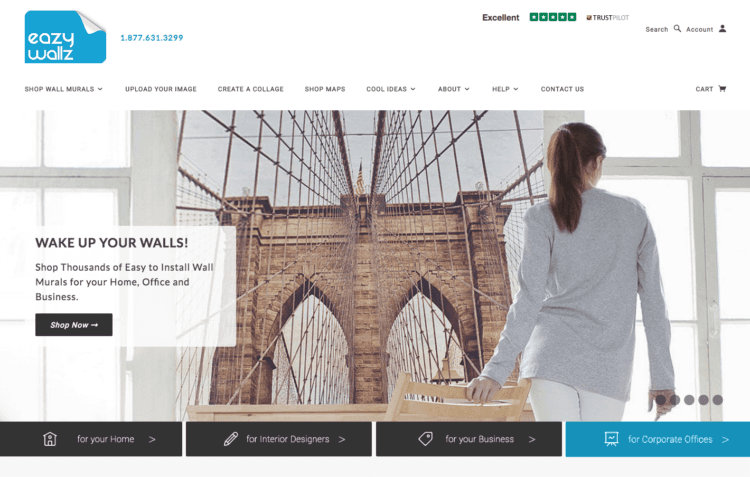 eazy
wallz
1.877.631.3299
Excellent
TRUSTPILOT
Search
Account
SHOP WALL MURALS
UPLOAD YOUR IMAGE
CREATE A COLLAGE
SHOP MAPS
COOL IDEAS
ABOUT
HELP
CONTACT US
CART
WAKE UP YOUR WALLS!
Shop Thousands of Easy to Install Wall
Murals for your Home, Office and
Business.
Shop Now →
for your Home >
for Interior Designers >
for your Business >
for Corporate Offices >